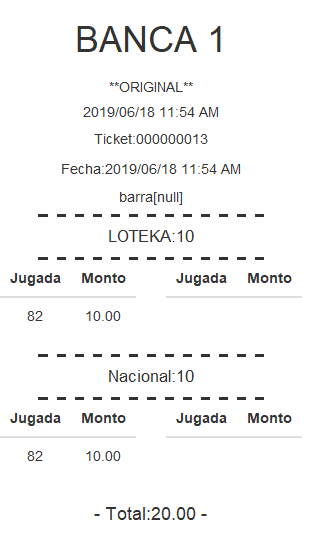 BANCA 1
**ORIGINAL**
2019/06/18 11:54 AM
Ticket:000000013
Fecha:2019/06/18 11:54 AM
barra[null]
LOTEKA:10
Jugada Monto Jugada Monto
82 10.00
Nacional:10
Jugada Monto Jugada Monto
82 10.00
- Total:20.00 -